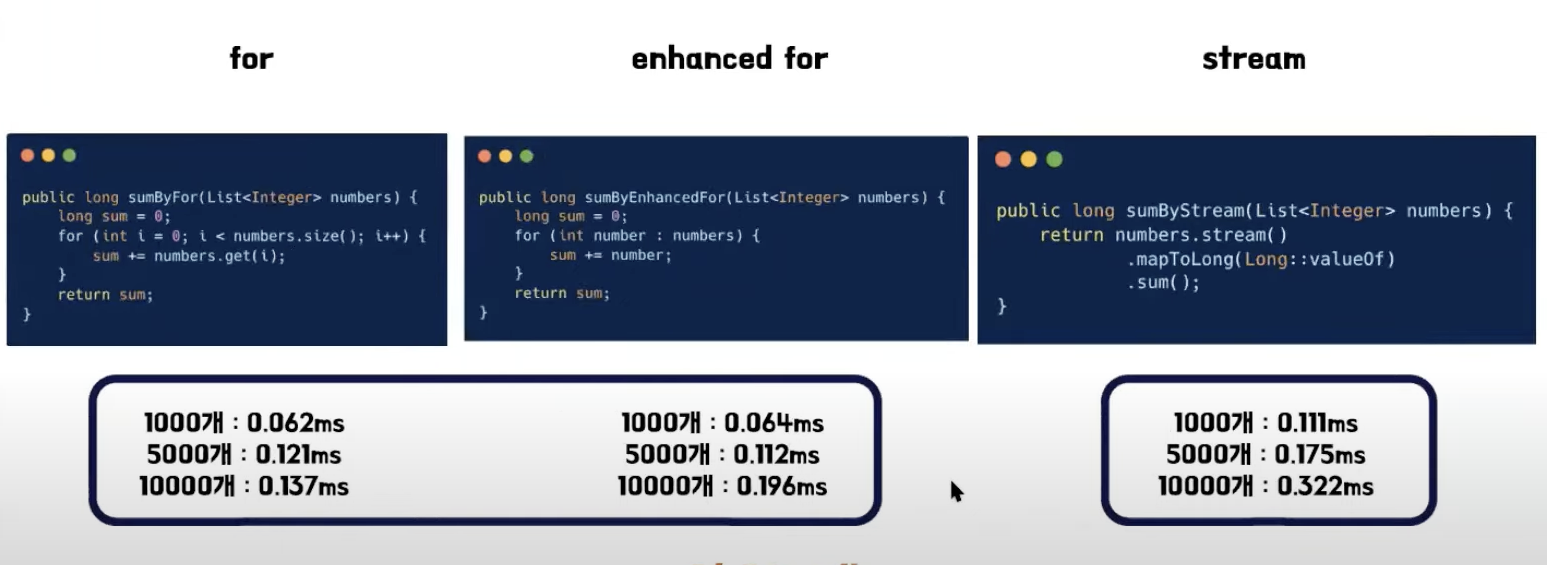 for
enhanced for
stream
public long sumByFor(List<Integer> numbers) {
long sum = 0;
for (int i = 0; i < numbers.size(); i++) {
sum += numbers.get(i);
}
return sum;
}
public long sumByEnhancedFor(List<Integer> numbers) {
long sum = 0;
for (int number : numbers) {
sum += number;
}
return sum;
}
public long sumByStream(List<Integer> numbers) {
return numbers.stream()
.mapToLong(Long::valueOf)
.sum();
}
1000개 : 0.062ms
5000개 : 0.121ms
10000개 : 0.137ms
1000개 : 0.064ms
5000개 : 0.112ms
10000개 : 0.196ms
1000개 : 0.111ms
5000개 : 0.175ms
10000개 : 0.322ms